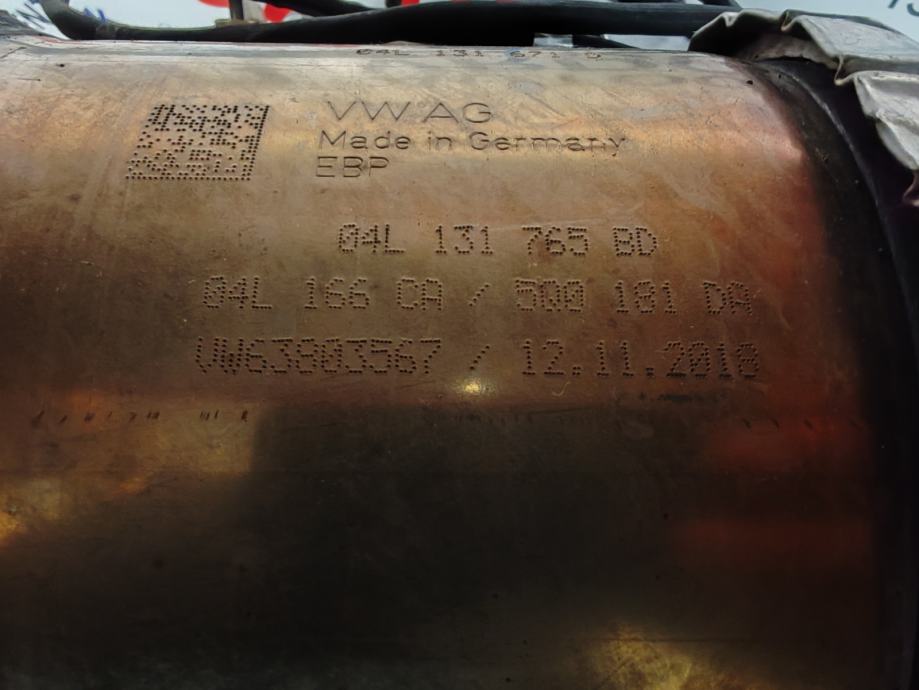 VW AG
Made in Germany
EBP
04L 131 765 BD
04L 166 CA / 500 181 DA
VW63803567 / 12.11.2018